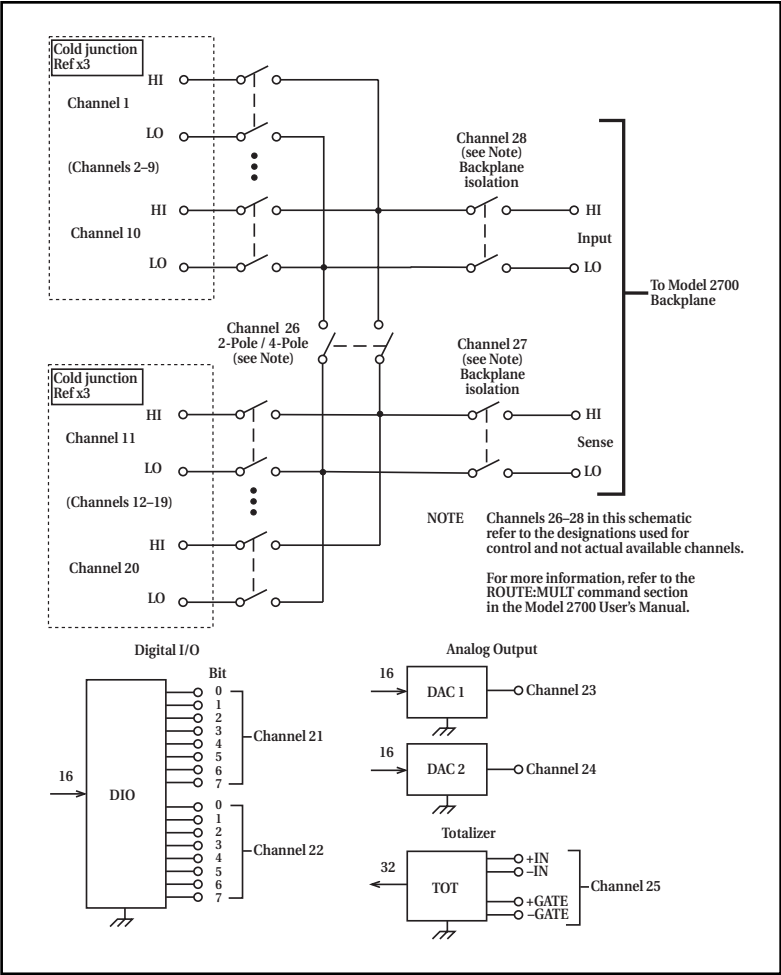 Cold junction
Ref x3
HI
Channel 1
LO
(Channels 2–9)
HI
Channel 10
LO
Channel 28
(see Note)
Backplane
isolation
HI
Input
LO
To Model 2700
Backplane
Channel 26
2-Pole / 4-Pole
(see Note)
Channel 27
(see Note)
Backplane
isolation
HI
Sense
LO
Cold junction
Ref x3
HI
Channel 11
LO
(Channels 12–19)
HI
Channel 20
LO
NOTE Channels 26–28 in this schematic
refer to the designations used for
control and not actual available channels.
For more information, refer to the
ROUTE:MULT command section
in the Model 2700 User's Manual.
Digital I/O
Bit
16
DIO
0
1
2
3
4
5
6
7
Channel 21
0
1
2
3
4
5
6
7
Channel 22
Analog Output
16
DAC 1
Channel 23
16
DAC 2
Channel 24
Totalizer
32
TOT
+IN
–IN
+GATE
–GATE
Channel 25